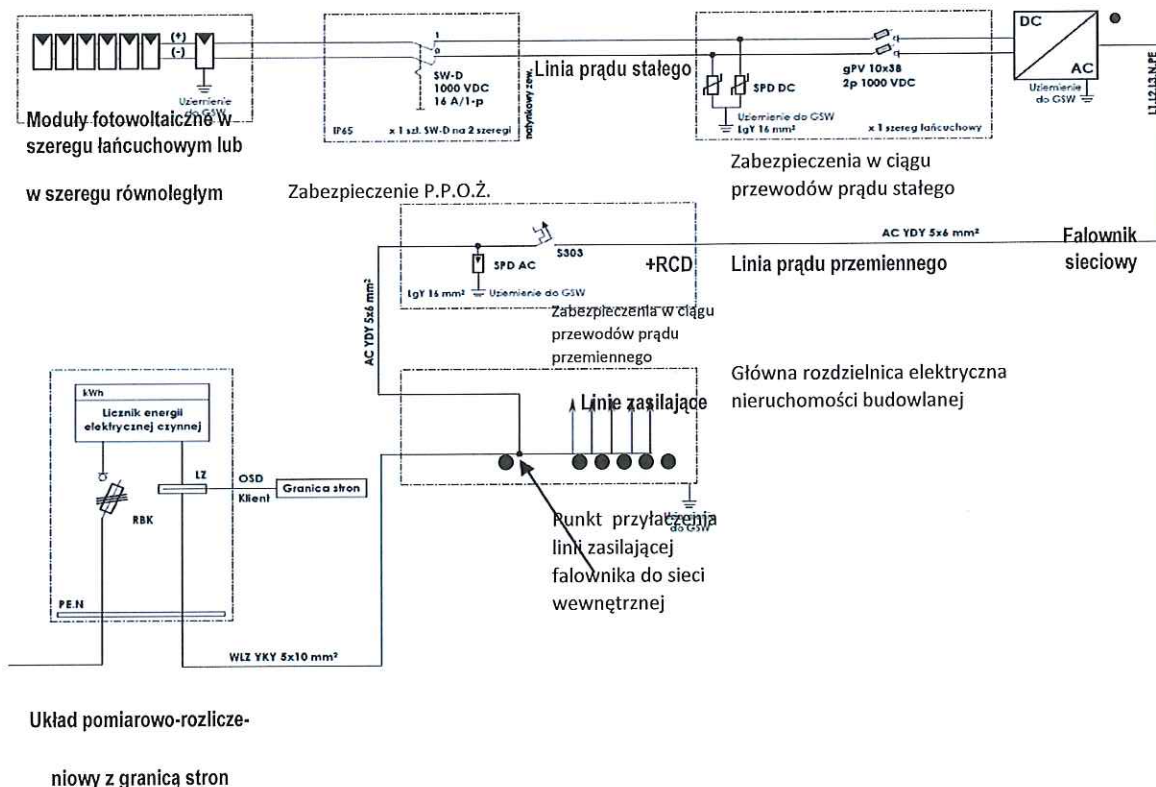 (+)
(-)
Uziemienie
do GSW
Moduły fotowoltaiczne w
szeregu łańcuchowym lub
w szeregu równoległym
1
0
SW-D
1000 VDC
16 A/1-p
IP65
x 1 szt. SW-D na 2 szeregi
natynkowy zew.
Zabezpieczenie P.P.O.Ż.
Linia prądu stałego
SPD DC
gPV 10x38
2p 1000 VDC
Uziemienie do GSW
LgY 16 mm²
x 1 szereg łańcuchowy
Zabezpieczenia w ciągu
przewodów prądu stałego
DC
AC
Uziemienie
do GSW
L1,L2,L3,N,PE
Falownik
sieciowy
AC YDY 5x6 mm²
Linia prądu przemiennego
S303
+RCD
SPD AC
LgY 16 mm²
Uziemienie do GSW
Zabezpieczenia w ciągu
przewodów prądu
przemiennego
AC YDY 5x6 mm²
Główna rozdzielnica elektryczna
nieruchomości budowlanej
Linie zasilające
Uziemienie
do GSW
Punkt przyłączenia
linii zasilającej
falownika do sieci
wewnętrznej
kWh
Licznik energii
elektrycznej czynnej
LZ
OSD
Klient
Granica stron
RBK
PE.N
WLZ YKY 5x10 mm²
Układ pomiarowo-rozlicze-
niowy z granicą stron